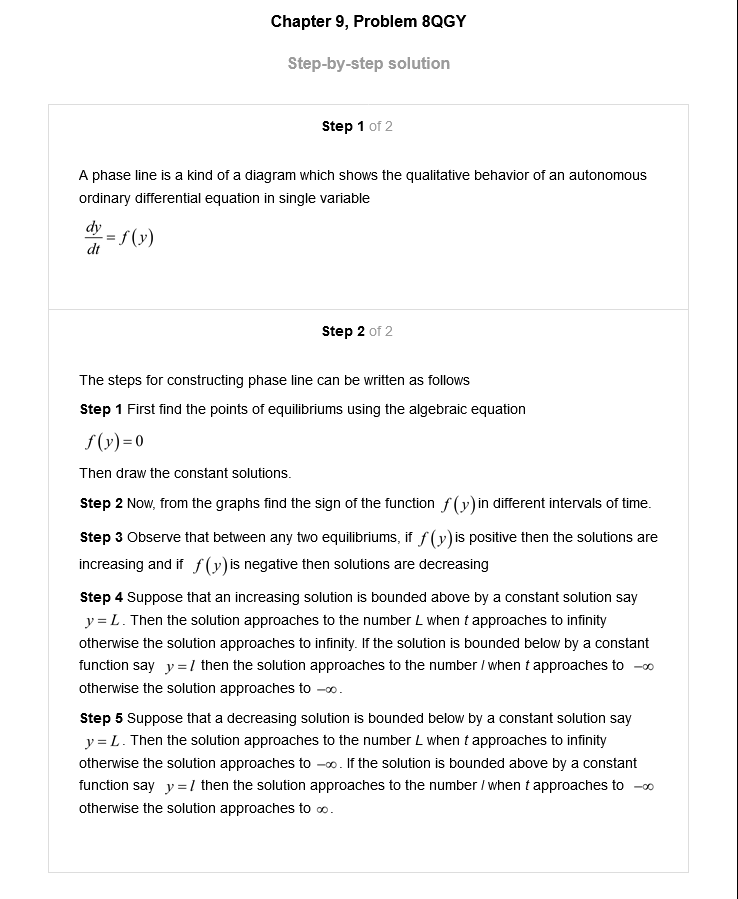 Chapter 9, Problem 8QGY
Step-by-step solution
Step 1 of 2
A phase line is a kind of a diagram which shows the qualitative behavior of an autonomous
ordinary differential equation in single variable
dy/dt = f(y)
Step 2 of 2
The steps for constructing phase line can be written as follows
Step 1 First find the points of equilibriums using the algebraic equation
f(y)=0
Then draw the constant solutions.
Step 2 Now, from the graphs find the sign of the function f(y) in different intervals of time.
Step 3 Observe that between any two equilibriums, if f(y) is positive then the solutions are
increasing and if f(y) is negative then solutions are decreasing
Step 4 Suppose that an increasing solution is bounded above by a constant solution say
y = L. Then the solution approaches to the number L when t approaches to infinity
otherwise the solution approaches to infinity. If the solution is bounded below by a constant
function say y = l then the solution approaches to the number l when t approaches to −∞
otherwise the solution approaches to −∞.
Step 5 Suppose that a decreasing solution is bounded below by a constant solution say
y = L. Then the solution approaches to the number L when t approaches to infinity
otherwise the solution approaches to −∞. If the solution is bounded above by a constant
function say y = l then the solution approaches to the number l when t approaches to −∞
otherwise the solution approaches to ∞.